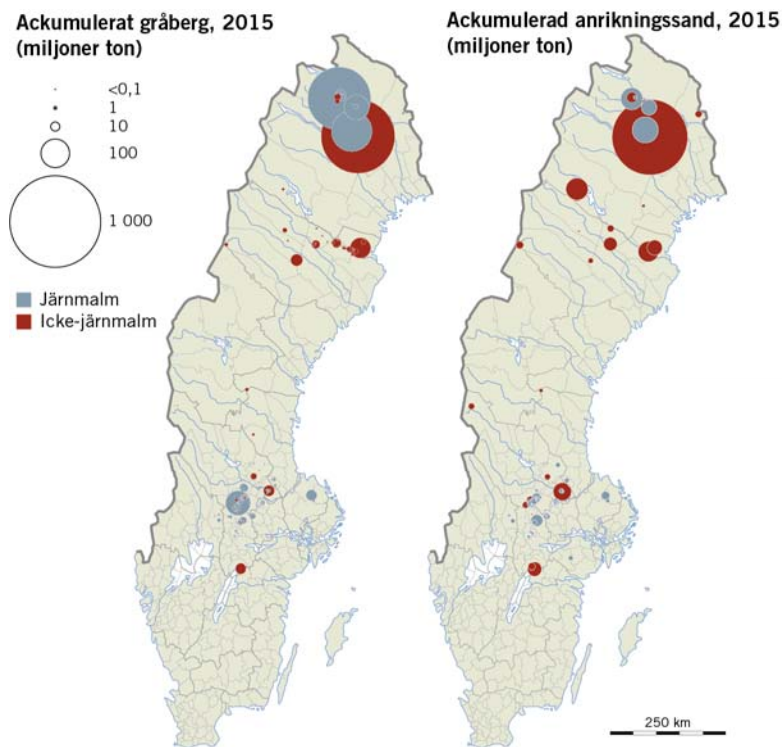 Ackumulerat gråberg, 2015
(miljoner ton)
<0,1
1
10
100
1 000
Järnmalm
Icke-järnmalm
Ackumulerad anrikningssand, 2015
(miljoner ton)
250 km